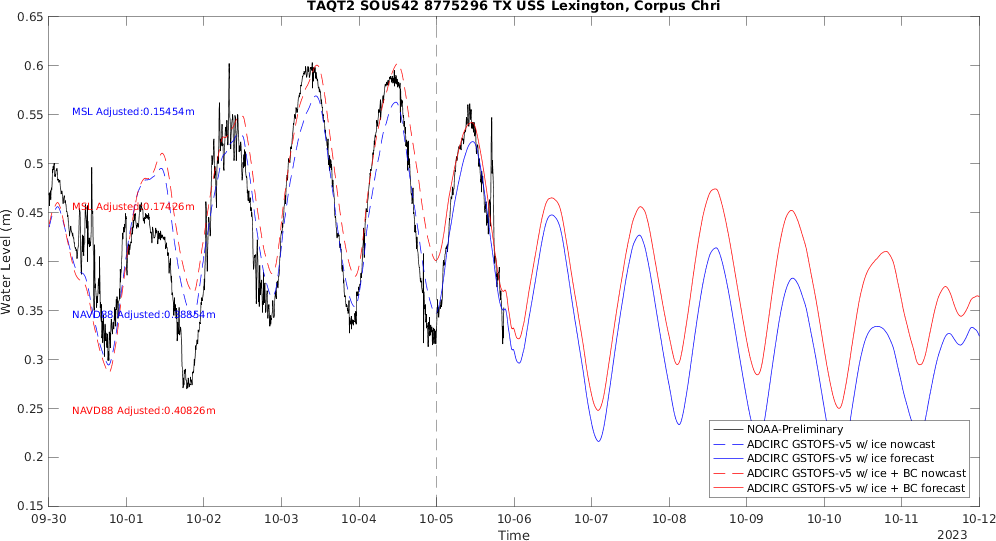 TAQT2 SOUS42 8775296 TX USS Lexington, Corpus Chri
0.65
0.6
0.55
0.5
0.45
0.4
0.35
0.3
0.25
0.2
0.15
Water Level (m)
MSL Adjusted:0.15454m
MSL Adjusted:0.17426m
NAVD88 Adjusted:0.38854m
NAVD88 Adjusted:0.40826m
NOAA-Preliminary
ADCIRC GSTOFS-v5 w/ ice nowcast
ADCIRC GSTOFS-v5 w/ ice forecast
ADCIRC GSTOFS-v5 w/ ice + BC nowcast
ADCIRC GSTOFS-v5 w/ ice + BC forecast
09-30 10-01 10-02 10-03 10-04 10-05 10-06 10-07 10-08 10-09 10-10 10-11 10-12
Time
2023